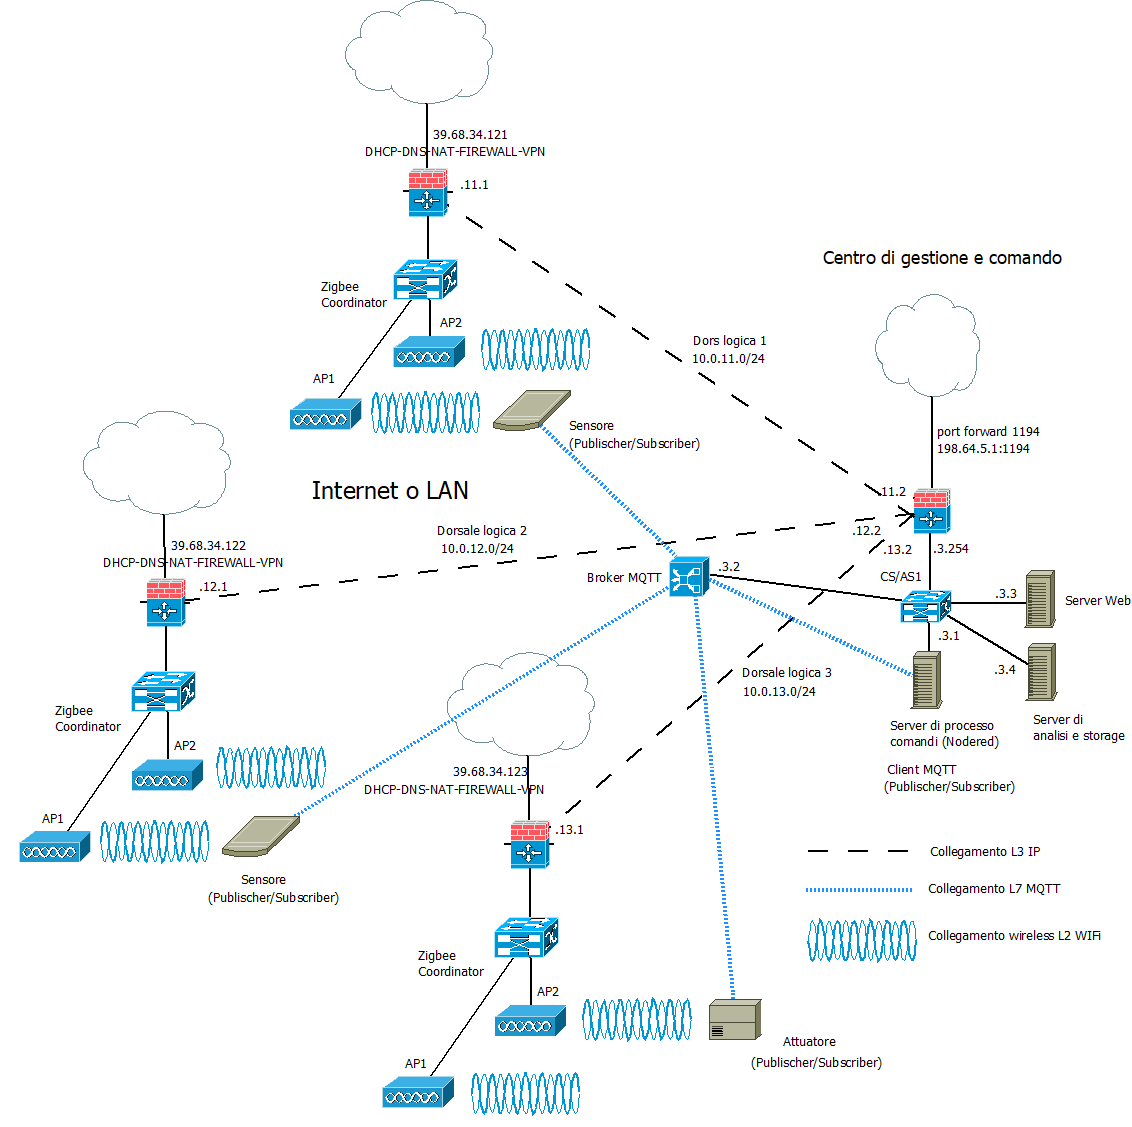 39.68.34.121
DHCP-DNS-NAT-FIREWALL-VPN
.11.1
Zigbee
Coordinator
AP2
AP1
Sensore
(Publischer/Subscriber)
Dors logica 1
10.0.11.0/24
Centro di gestione e comando
port forward 1194
198.64.5.1:1194
.11.2
.12.2
.13.2
.3.254
CS/AS1
Internet o LAN
Dorsale logica 2
10.0.12.0/24
39.68.34.122
DHCP-DNS-NAT-FIREWALL-VPN
.12.1
Broker MQTT
.3.2
.3.3
Server Web
.3.1
.3.4
Server di
analisi e storage
Server di processo
comandi (Nodered)
Client MQTT
(Publischer/Subscriber)
Dorsale logica 3
10.0.13.0/24
Zigbee
Coordinator
AP2
AP1
Sensore
(Publischer/Subscriber)
39.68.34.123
DHCP-DNS-NAT-FIREWALL-VPN
.13.1
Zigbee
Coordinator
AP2
AP1
Attuatore
(Publischer/Subscriber)
Collegamento L3 IP
Collegamento L7 MQTT
Collegamento wireless L2 WIFi